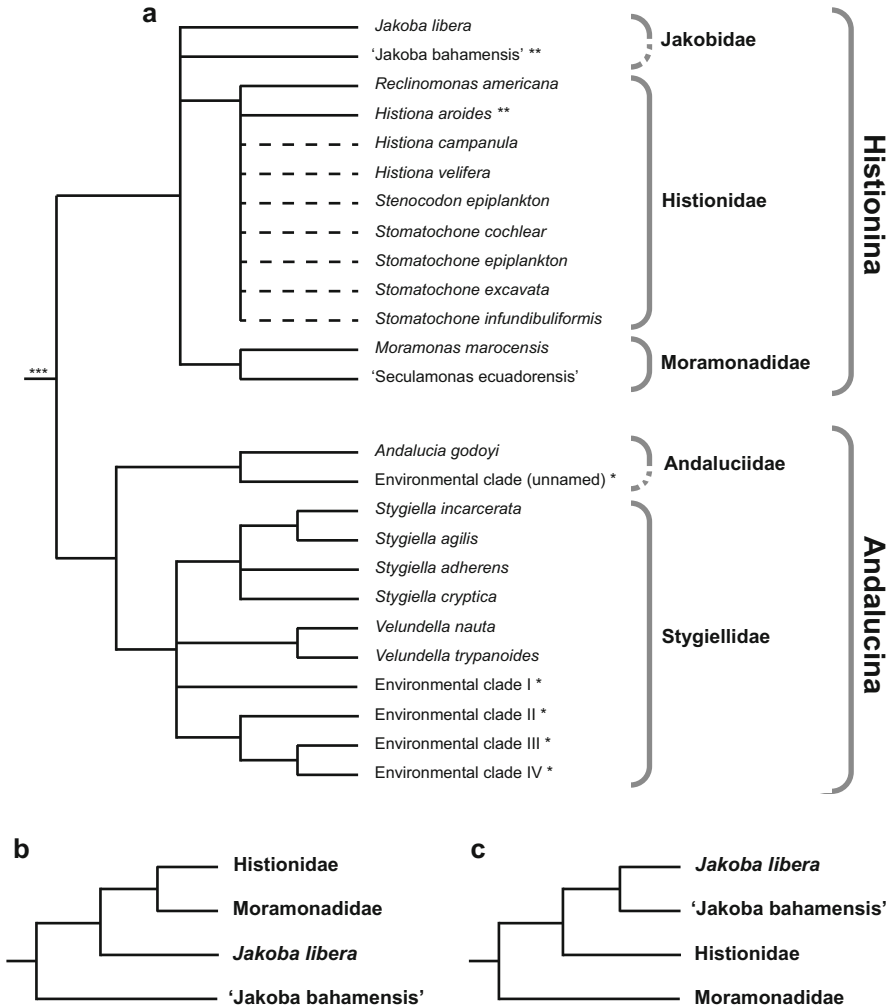 a
Jakoba libera
‘Jakoba bahamensis’ **
Jakobidae
Reclinomonas americana
Histiona aroides **
Histiona campanula
Histiona velifera
Stenocodon epiplankton
Histionidae
Stomatochone cochlear
Stomatochone epiplankton
Stomatochone excavata
Stomatochone infundibuliformis
Moramonas marocensis
‘Seculamonas ecuadorensis’
Moramonadidae
Histionina
***
Andalucia godoyi
Environmental clade (unnamed) *
Andaluciidae
Stygiella incarcerata
Stygiella agilis
Stygiella adherens
Stygiella cryptica
Velundella nauta
Velundella trypanoides
Stygiellidae
Environmental clade I *
Environmental clade II *
Environmental clade III *
Environmental clade IV *
Andalucina
b
Histionidae
Moramonadidae
Jakoba libera
‘Jakoba bahamensis’
c
Jakoba libera
‘Jakoba bahamensis’
Histionidae
Moramonadidae